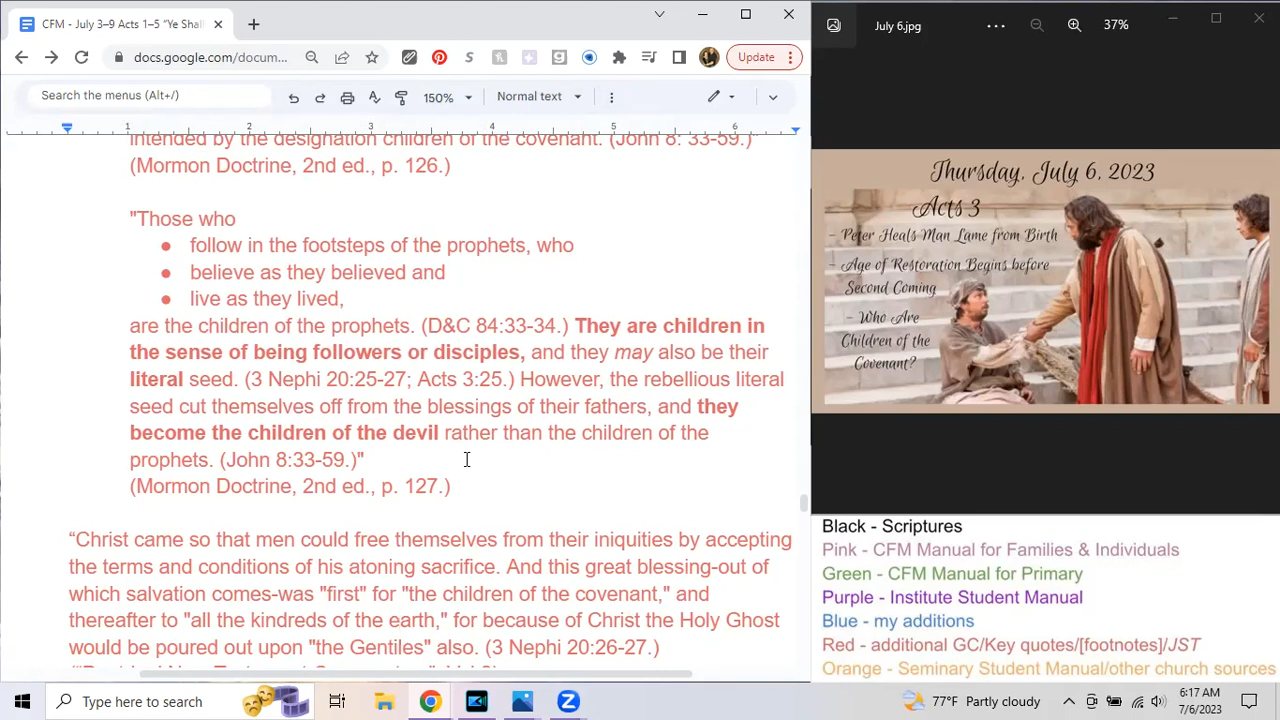 CFM - July 3–9 Acts 1–5 “Ye Shal
docs.google.com/docum...
Update
Search the menus (Alt+/)
150%
Normal text
1 2 3 4 5 6
intended by the designation children of the covenant. (John 8: 33-59.)
(Mormon Doctrine, 2nd ed., p. 126.)
"Those who
● follow in the footsteps of the prophets, who
● believe as they believed and
● live as they lived,
are the children of the prophets. (D&C 84:33-34.) They are children in
the sense of being followers or disciples, and they may also be their
literal seed. (3 Nephi 20:25-27; Acts 3:25.) However, the rebellious literal
seed cut themselves off from the blessings of their fathers, and they
become the children of the devil rather than the children of the
prophets. (John 8:33-59.)"
(Mormon Doctrine, 2nd ed., p. 127.)
“Christ came so that men could free themselves from their iniquities by accepting
the terms and conditions of his atoning sacrifice. And this great blessing-out of
which salvation comes-was "first" for "the children of the covenant," and
thereafter to "all the kindreds of the earth," for because of Christ the Holy Ghost
would be poured out upon "the Gentiles" also. (3 Nephi 20:26-27.)
July 6.jpg
37%
Thursday, July 6, 2023
Acts 3
- Peter Heals Man Lame from Birth
- Age of Restoration Begins before
Second Coming
- Who Are
Children of the
Covenant?
Black - Scriptures
Pink - CFM Manual for Families & Individuals
Green - CFM Manual for Primary
Purple - Institute Student Manual
Blue - my additions
Red - additional GC/Key quotes/[footnotes]/JST
Orange - Seminary Student Manual/other church sources
Type here to search
77°F Partly cloudy
6:17 AM
7/6/2023